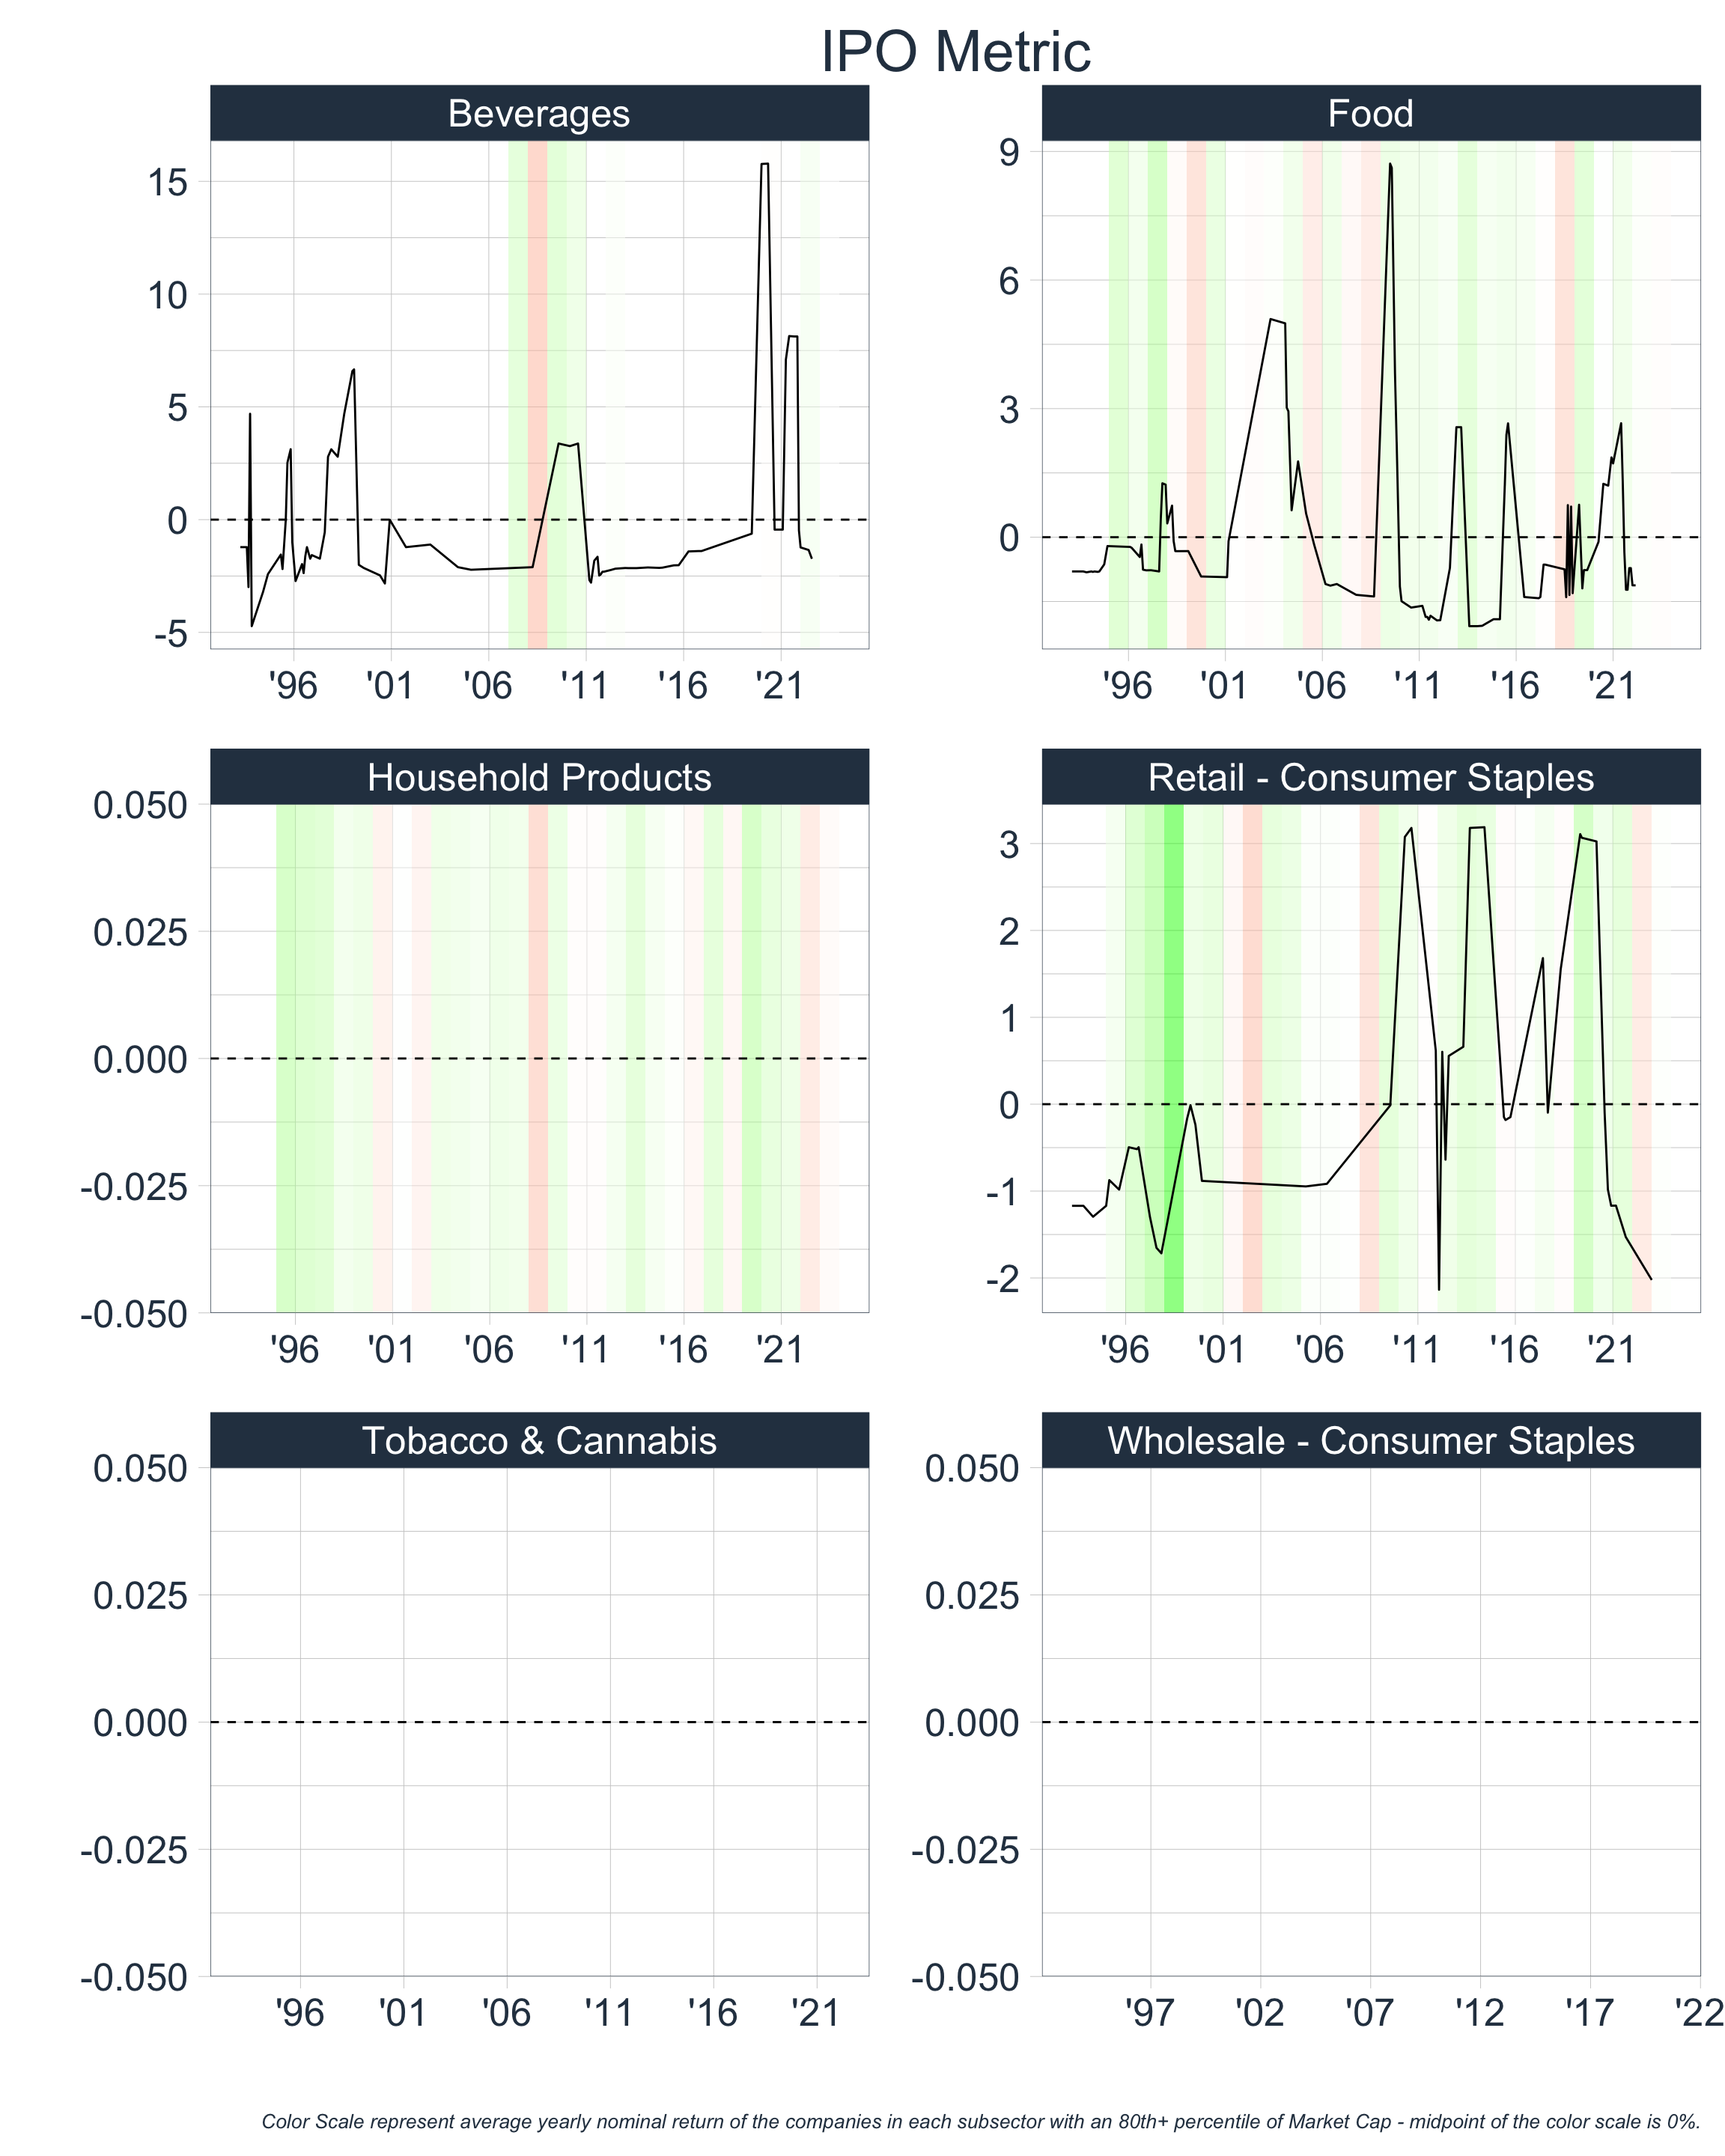 IPO Metric
Beverages
15
10
5
0
-5
'96 '01 '06 '11 '16 '21
Food
9
6
3
0
'96 '01 '06 '11 '16 '21
Household Products
0.050
0.025
0.000
-0.025
-0.050
'96 '01 '06 '11 '16 '21
Retail - Consumer Staples
3
2
1
0
-1
-2
'96 '01 '06 '11 '16 '21
Tobacco & Cannabis
0.050
0.025
0.000
-0.025
-0.050
'96 '01 '06 '11 '16 '21
Wholesale - Consumer Staples
0.050
0.025
0.000
-0.025
-0.050
'97 '02 '07 '12 '17 '22
Color Scale represent average yearly nominal return of the companies in each subsector with an 80th+ percentile of Market Cap - midpoint of the color scale is 0%.